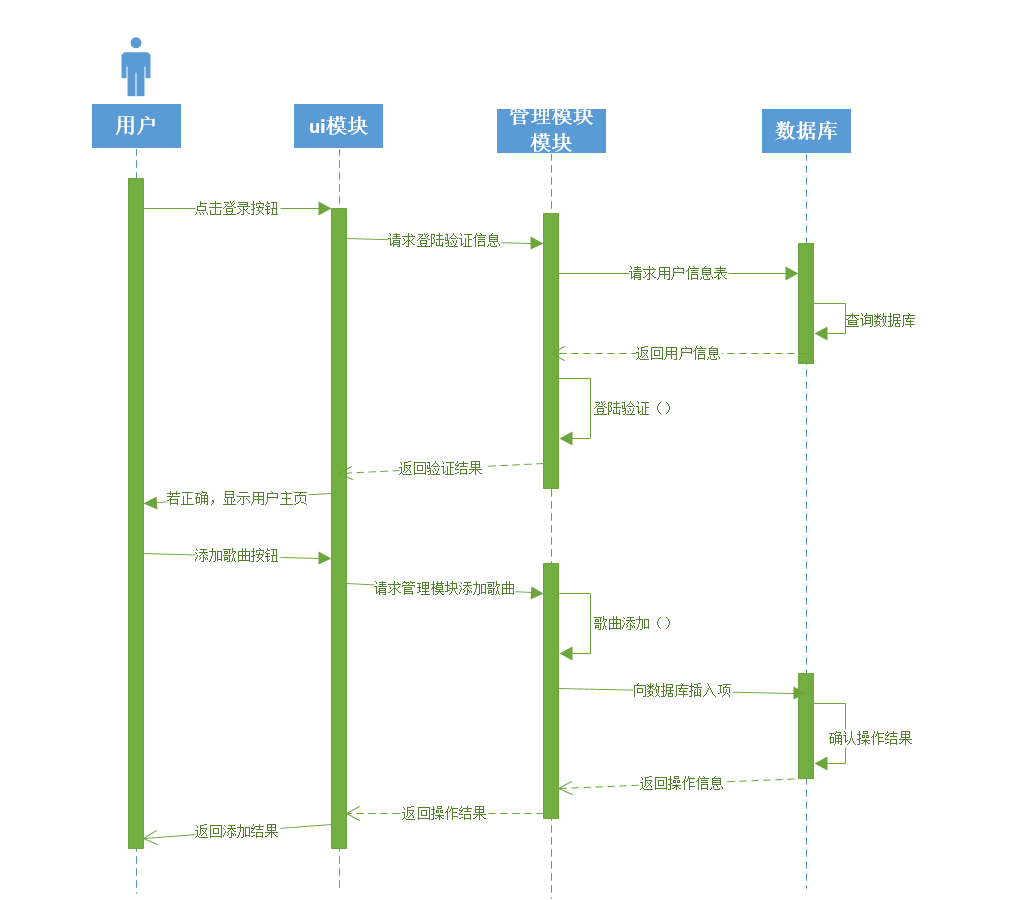 用户
ui模块
管理模块
模块
数据库
点击登录按钮
请求登陆验证信息
请求用户信息表
查询数据库
返回用户信息
登陆验证（）
返回验证结果
若正确，显示用户主页
添加歌曲按钮
请求管理模块添加歌曲
歌曲添加（）
向数据库插入项
确认操作结果
返回操作信息
返回操作结果
返回添加结果